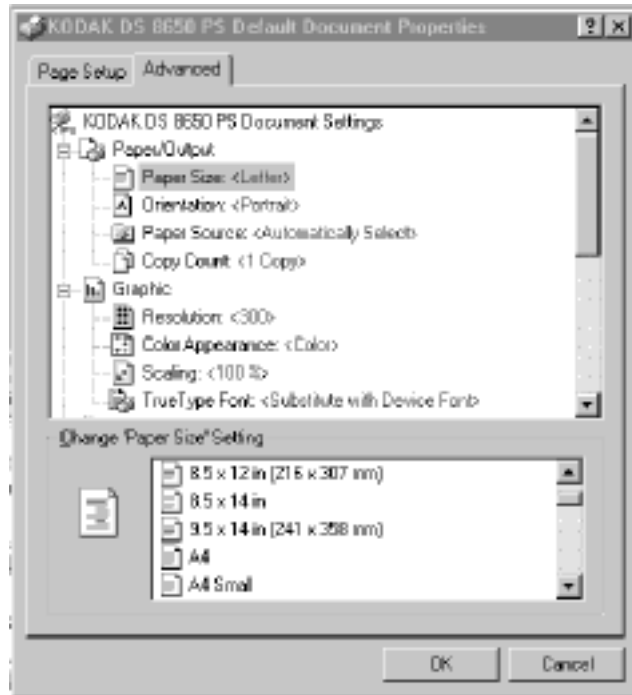 KODAK DS 8650 PS Default Document Properties
Page Setup
Advanced
KODAK DS 8650 PS Document Settings
Paper/Output
Paper Size: <Letter>
Orientation: <Portrait>
Paper Source: <Automatically Select>
Copy Count: <1 Copy>
Graphic
Resolution: <300>
Color Appearance: <Color>
Scaling: <100 %>
TrueType Font: <Substitute with Device Font>
Change 'Paper Size' Setting
8.5 x 12 in (216 x 307 mm)
8.5 x 14 in
9.5 x 14 in (241 x 358 mm)
A4
A4 Small
OK
Cancel